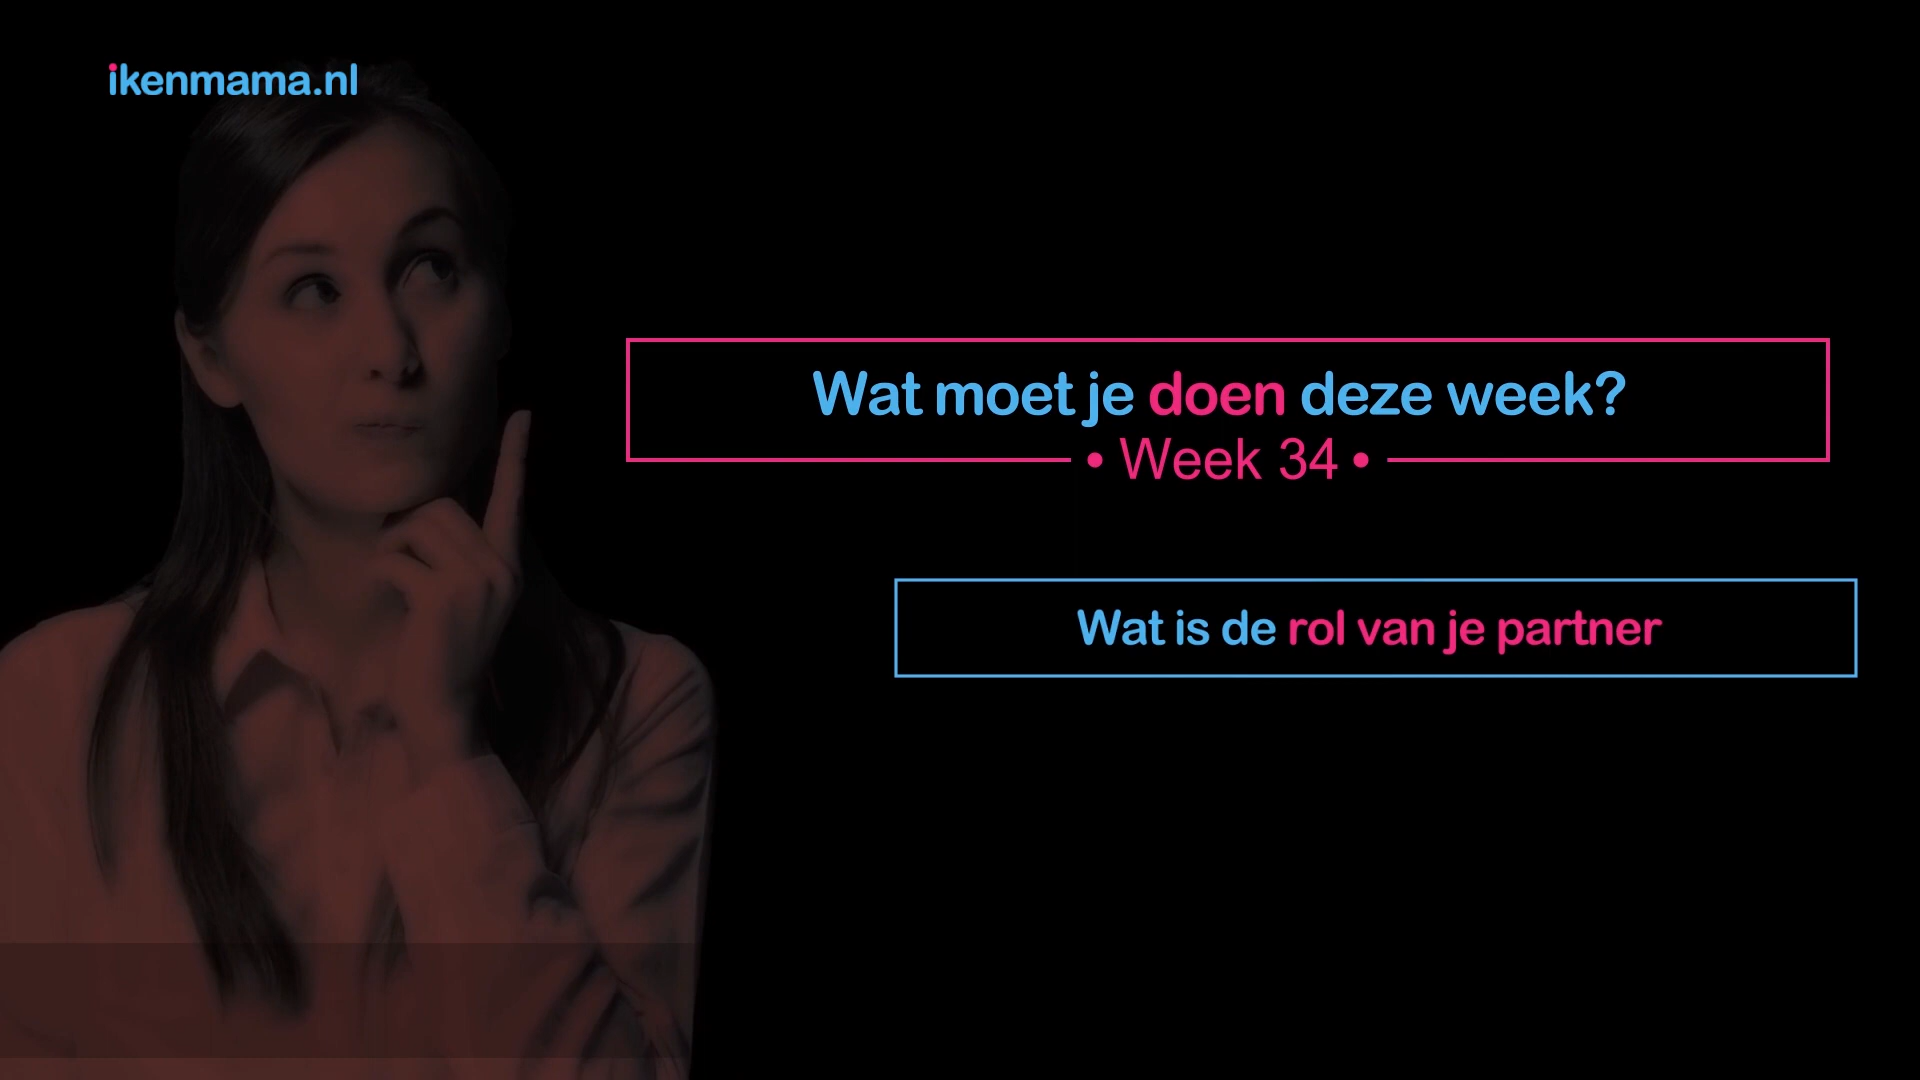 ikenmama.nl
Wat moet je doen deze week?
• Week 34 •
Wat is de rol van je partner